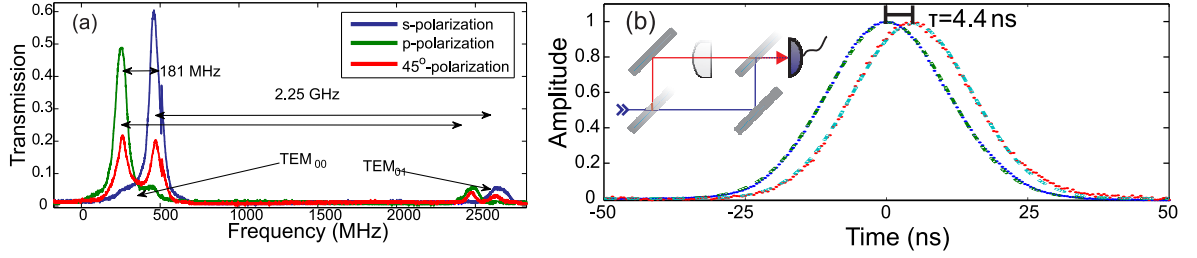 (a)
s-polarization
p-polarization
45°-polarization
181 MHz
2.25 GHz
TEM00
TEM01
0.6
0.5
0.4
0.3
0.2
0.1
0
Transmission
0 500 1000 1500 2000 2500
Frequency (MHz)
(b)
τ=4.4 ns
1
0.8
0.6
0.4
0.2
0
Amplitude
-50 -25 0 25 50
Time (ns)